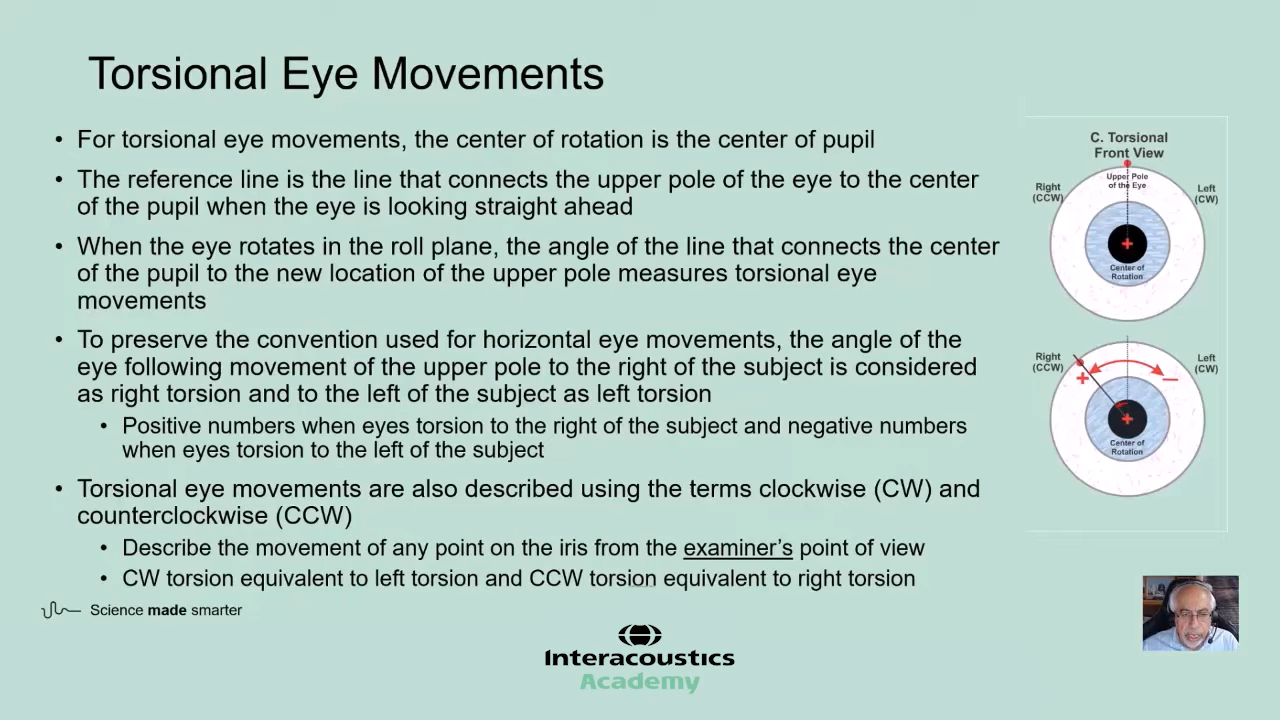 Torsional Eye Movements
• For torsional eye movements, the center of rotation is the center of pupil
• The reference line is the line that connects the upper pole of the eye to the center
of the pupil when the eye is looking straight ahead
• When the eye rotates in the roll plane, the angle of the line that connects the center
of the pupil to the new location of the upper pole measures torsional eye
movements
• To preserve the convention used for horizontal eye movements, the angle of the
eye following movement of the upper pole to the right of the subject is considered
as right torsion and to the left of the subject as left torsion
• Positive numbers when eyes torsion to the right of the subject and negative numbers
when eyes torsion to the left of the subject
• Torsional eye movements are also described using the terms clockwise (CW) and
counterclockwise (CCW)
• Describe the movement of any point on the iris from the examiner's point of view
• CW torsion equivalent to left torsion and CCW torsion equivalent to right torsion
C. Torsional
Front View
Upper Pole
of the Eye
Right
(CCW)
Left
(CW)
+
Center of
Rotation
Right
(CCW)
Left
(CW)
+
−
+
Center of
Rotation
Science made smarter
Interacoustics
Academy